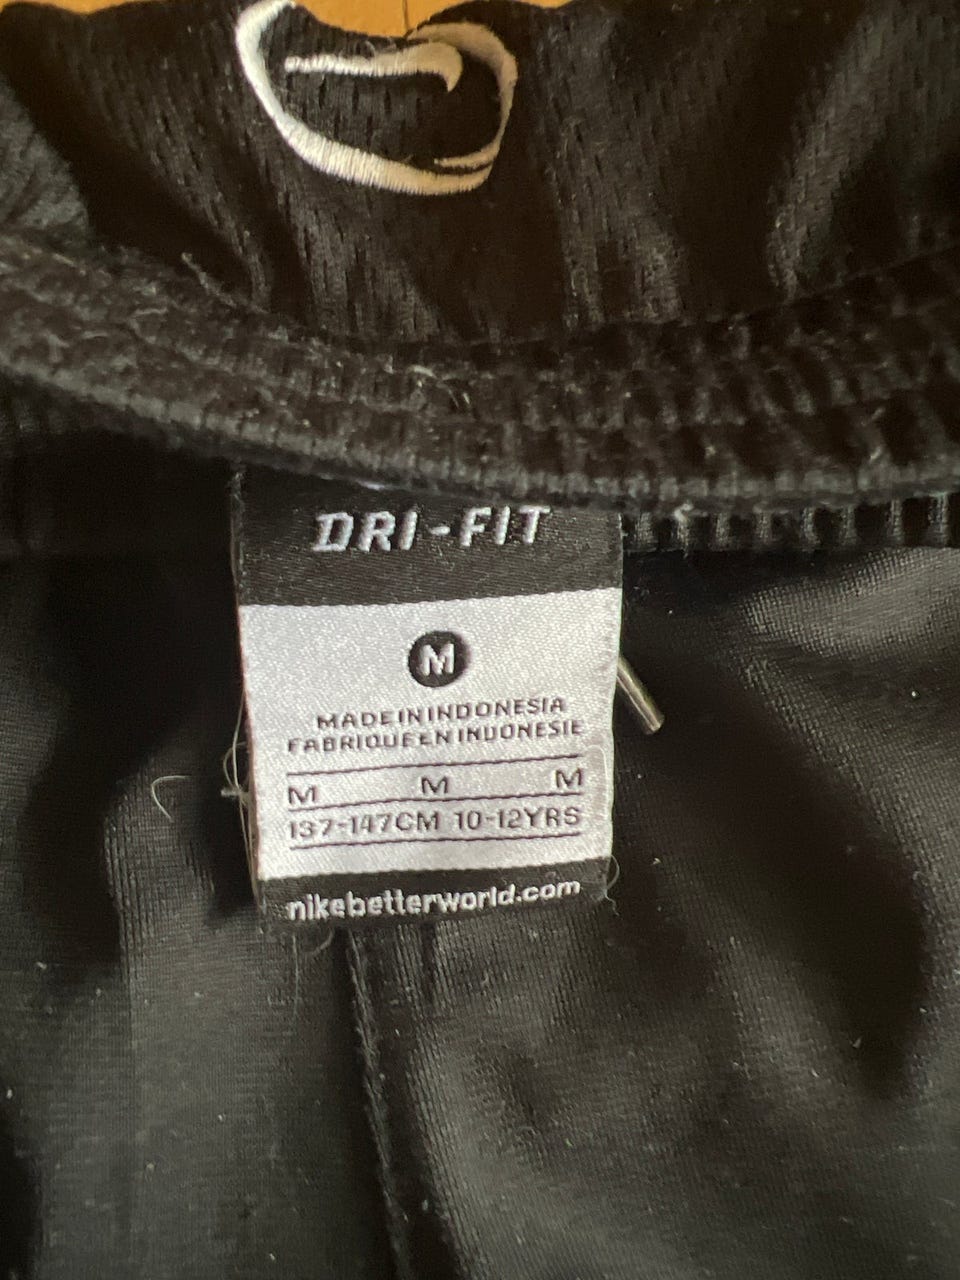 DRI-FIT
M
MADE IN INDONESIA
FABRIQUE EN INDONESIE
M M M
137-147CM 10-12YRS
nikebetterworld.com